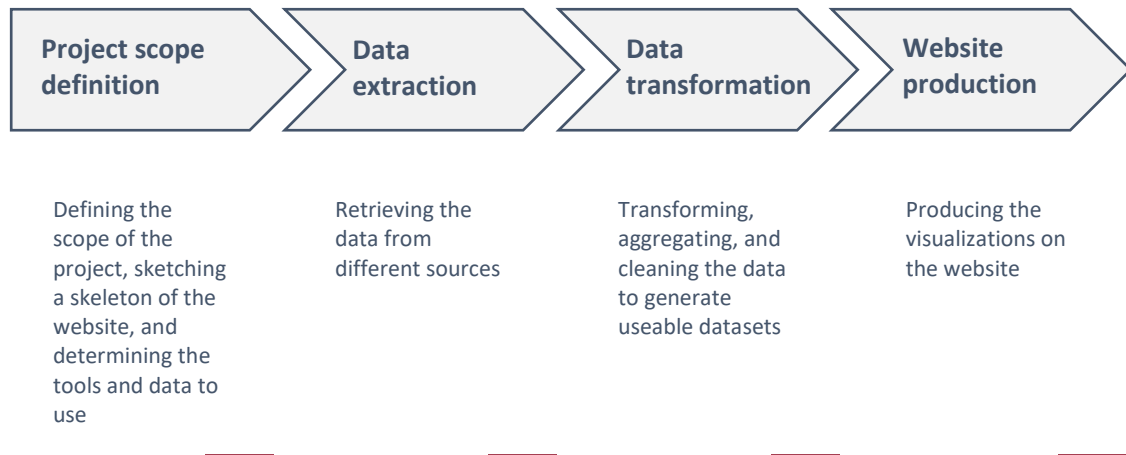 Project scope
definition
Data
extraction
Data
transformation
Website
production
Defining the
scope of the
project, sketching
a skeleton of the
website, and
determining the
tools and data to
use
Retrieving the
data from
different sources
Transforming,
aggregating, and
cleaning the data
to generate
useable datasets
Producing the
visualizations on
the website